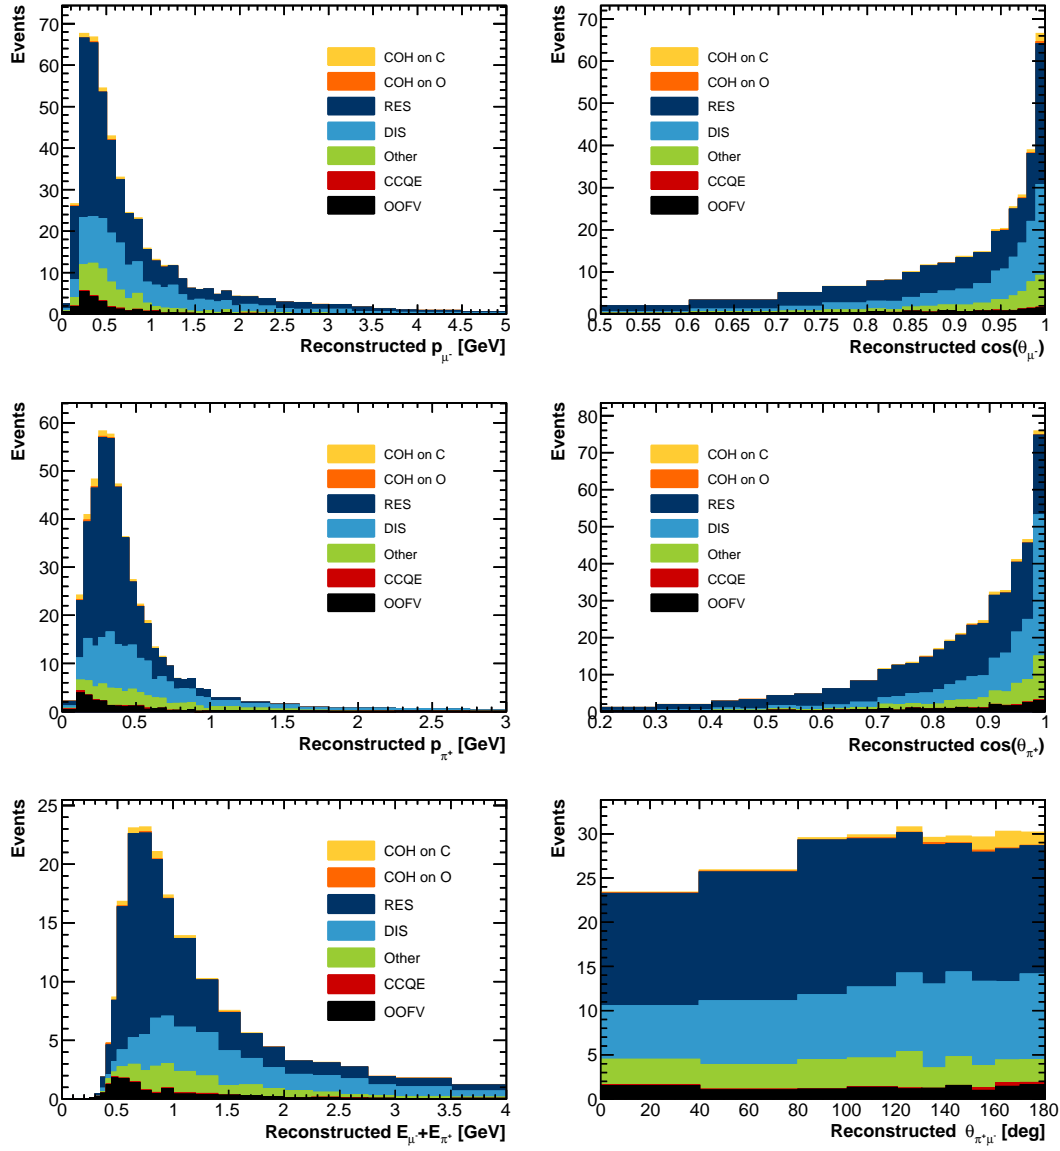 Events
70
60
50
40
30
20
10
0
0 0.5 1 1.5 2 2.5 3 3.5 4 4.5 5
Reconstructed p_μ⁻ [GeV]
COH on C
COH on O
RES
DIS
Other
CCQE
OOFV
Events
70
60
50
40
30
20
10
0
0.5 0.55 0.6 0.65 0.7 0.75 0.8 0.85 0.9 0.95 1
Reconstructed cos(θ_μ⁻)
COH on C
COH on O
RES
DIS
Other
CCQE
OOFV
Events
60
50
40
30
20
10
0
0 0.5 1 1.5 2 2.5 3
Reconstructed p_π⁺ [GeV]
COH on C
COH on O
RES
DIS
Other
CCQE
OOFV
Events
80
70
60
50
40
30
20
10
0
0.2 0.3 0.4 0.5 0.6 0.7 0.8 0.9 1
Reconstructed cos(θ_π⁺)
COH on C
COH on O
RES
DIS
Other
CCQE
OOFV
Events
25
20
15
10
5
0
0 0.5 1 1.5 2 2.5 3 3.5 4
Reconstructed E_μ⁻+E_π⁺ [GeV]
COH on C
COH on O
RES
DIS
Other
CCQE
OOFV
Events
30
25
20
15
10
5
0
0 20 40 60 80 100 120 140 160 180
Reconstructed θ_π⁺μ⁻ [deg]
COH on C
COH on O
RES
DIS
Other
CCQE
OOFV